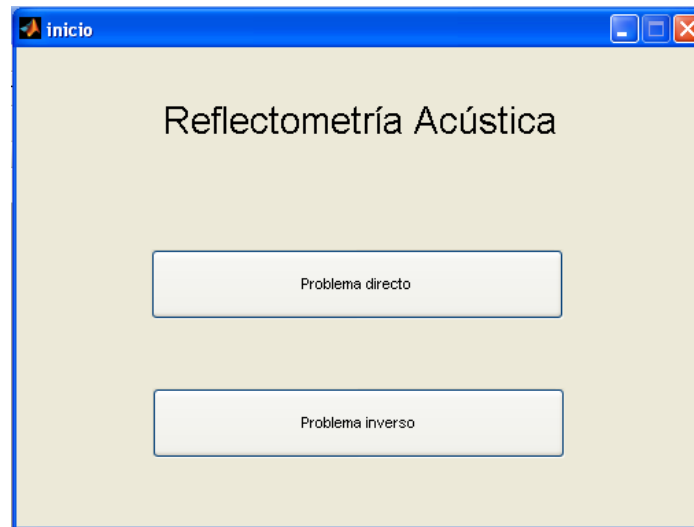 inicio
Reflectometría Acústica
Problema directo
Problema inverso